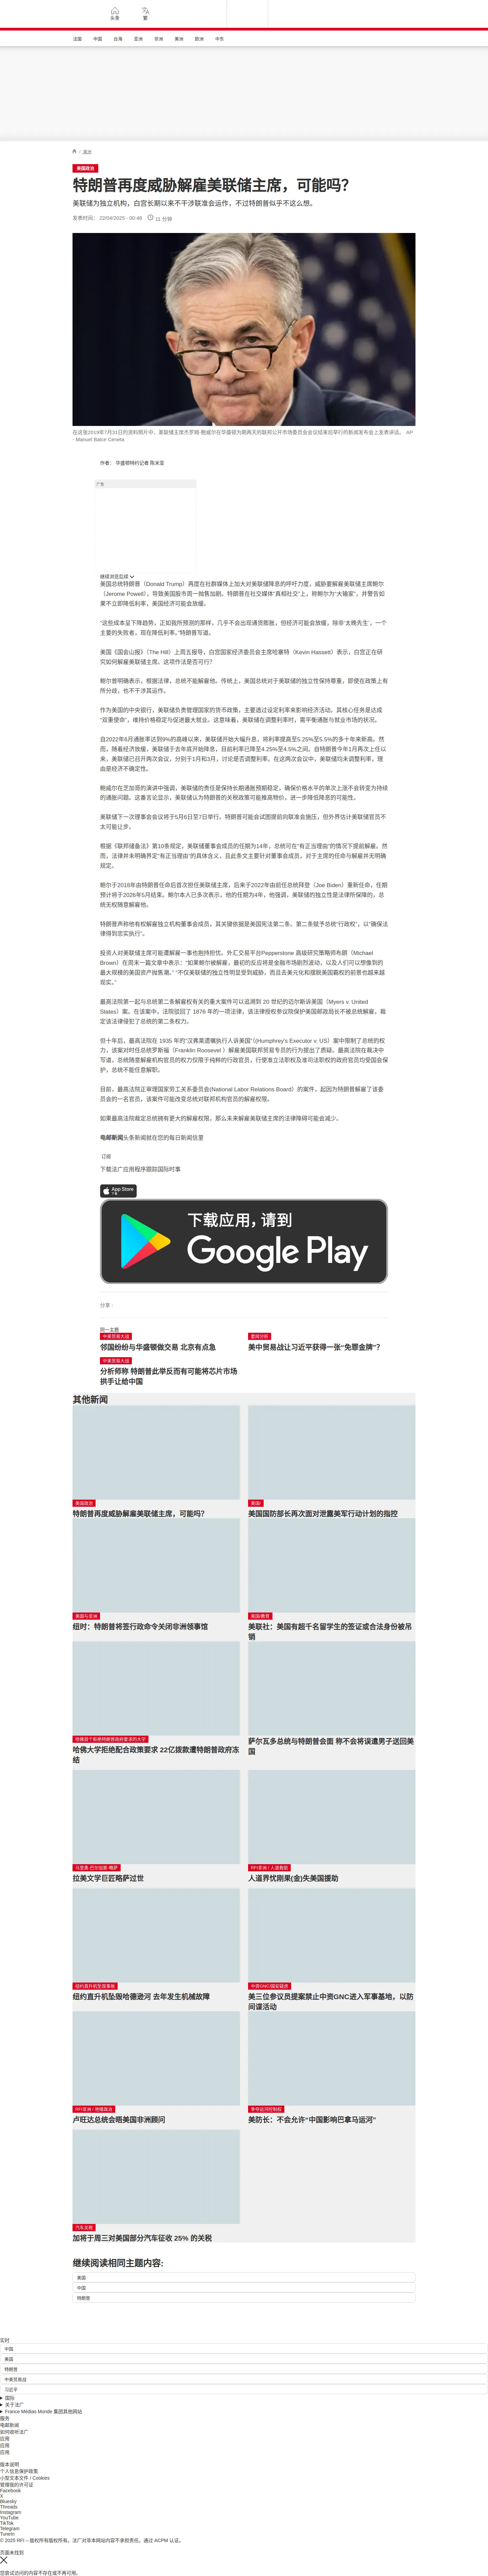 头条
繁
法国
中国
台海
亚洲
非洲
美洲
欧洲
中东
/ 美洲
美国政治
特朗普再度威胁解雇美联储主席，可能吗？
美联储为独立机构，白宫长期以来不干涉联准会运作，不过特朗普似乎不这么想。
发表时间： 22/04/2025 - 00:48
11 分钟
在这张2019年7月31日的资料照片中，美联储主席杰罗姆·鲍威尔在华盛顿为期两天的联邦公开市场委员会会议结束后举行的新闻发布会上发表讲话。 AP - Manuel Balce Ceneta
作者： 华盛顿特约记者 陈米亚
广告
继续浏览后续
美国总统特朗普（Donald Trump）再度在社群媒体上加大对美联储降息的呼吁力度，威胁要解雇美联储主席鲍尔
（Jerome Powell），导致美国股市周一抛售加剧。特朗普在社交媒体“真相社交”上，称鲍尔为“大输家”，并警告如
果不立即降低利率，美国经济可能会放缓。
“这些成本呈下降趋势，正如我所预测的那样，几乎不会出现通货膨胀，但经济可能会放缓，除非‘太晚先生’，一个
主要的失败者，现在降低利率，”特朗普写道。
美国《国会山报》（The Hill）上周五报导，白宫国家经济委员会主席哈塞特（Kevin Hassett）表示，白宫正在研
究如何解雇美联储主席。这项作法是否可行？
鲍尔曾明确表示，根据法律，总统不能解雇他。传统上，美国总统对于美联储的独立性保持尊重，即使在政策上有
所分歧，也不干涉其运作。
作为美国的中央银行，美联储负责管理国家的货币政策，主要透过设定利率来影响经济活动。其核心任务是达成
“双重使命”，维持价格稳定与促进最大就业。这意味着，美联储在调整利率时，需平衡通胀与就业市场的状况。
自2022年6月通胀率达到9%的高峰以来，美联储开始大幅升息，将利率提高至5.25%至5.5%的多十年来新高。然
而，随着经济放缓，美联储于去年底开始降息，目前利率已降至4.25%至4.5%之间。自特朗普今年1月再次上任以
来，美联储已召开两次会议，分别于1月和3月，讨论是否调整利率。在这两次会议中，美联储均未调整利率，理
由是经济不确定性。
鲍威尔在芝加哥的演讲中强调，美联储的责任是保持长期通胀预期稳定，确保价格水平的单次上涨不会转变为持续
的通胀问题。这番言论显示，美联储认为特朗普的关税政策可能推高物价，进一步降低降息的可能性。
美联储下一次理事会会议将于5月6日至7日举行。特朗普可能会试图提前向联准会施压，但外界估计美联储官员不
太可能让步。
根据《联邦储备法》第10条规定，美联储董事会成员的任期为14年，总统可在“有正当理由”的情况下提前解雇。然
而，法律并未明确界定“有正当理由”的具体含义，且此条文主要针对董事会成员，对于主席的任命与解雇并无明确
规定。
鲍尔于2018年由特朗普任命后首次担任美联储主席，后来于2022年由前任总统拜登（Joe Biden）重新任命，任期
预计将于2026年5月结束。鲍尔本人已多次表示，他的任期为4年，他强调，美联储的独立性是法律所保障的，总
统无权随意解雇他。
特朗普声称他有权解雇独立机构董事会成员，其关键依据是美国宪法第二条。第二条赋予总统“行政权”，以“确保法
律得到忠实执行”。
投资人对美联储主席可能遭解雇一事也抱持担忧。外汇交易平台Pepperstone 高级研究策略师布朗（Michael
Brown）在周末一篇文章中表示：“如果鲍尔被解雇，最初的反应将是金融市场剧烈波动，以及人们可以想像到的
最大规模的美国资产抛售潮。” “不仅美联储的独立性明显受到威胁，而且去美元化和摆脱美国霸权的前景也越来越
现实。”
最高法院第一起与总统第二条解雇权有关的重大案件可以追溯到 20 世纪的迈尔斯诉美国（Myers v. United
States）案。在该案中，法院驳回了 1876 年的一项法律，该法律授权参议院保护美国邮政局长不被总统解雇，裁
定该法律侵犯了总统的第二条权力。
但十年后，最高法院在 1935 年的“汉弗莱遗嘱执行人诉美国”（(Humphrey's Executor v. US）案中限制了总统的权
力。该案对时任总统罗斯福（Franklin Roosevel ）解雇美国联邦贸易专员的行为提出了质疑。最高法院在裁决中
写道，总统随意解雇机构官员的权力仅限于纯粹的行政官员，行使准立法职权及准司法职权的政府官员均受国会保
护，总统不能任意解职。
目前，最高法院正审理国家劳工关系委员会(National Labor Relations Board）的案件，起因为特朗普解雇了该委
员会的一名官员，该案件可能改变总统对联邦机构官员的解雇权限。
如果最高法院裁定总统拥有更大的解雇权限，那么未来解雇美联储主席的法律障碍可能会减少。
电邮新闻头条新闻就在您的每日新闻信里
订阅
下载法广应用程序跟踪国际时事
App Store
下载应用，请到
Google Play
分享 :
同一主题
中美贸易大战
邻国纷纷与华盛顿做交易 北京有点急
要闻分析
美中贸易战让习近平获得一张“免罪金牌”？
中美贸易大战
分析师称 特朗普此举反而有可能将芯片市场拱手让给中国
其他新闻
美国政治
特朗普再度威胁解雇美联储主席，可能吗？
美国/
美国国防部长再次面对泄露美军行动计划的指控
美国与非洲
纽时：特朗普将签行政命令关闭非洲领事馆
美国/教育
美联社：美国有超千名留学生的签证或合法身份被吊销
哈佛首个拒绝特朗普政府要求的大学
哈佛大学拒绝配合政策要求 22亿拨款遭特朗普政府冻结
萨尔瓦多总统与特朗普会面 称不会将误遣男子送回美国
马里奥·巴尔加斯·略萨
拉美文学巨匠略萨过世
RFI非洲 / 人道救助
人道界忧刚果(金)失美国援助
纽约直升机坠毁事故
纽约直升机坠毁哈德逊河 去年发生机械故障
中资GNC/国安疑虑
美三位参议员提案禁止中资GNC进入军事基地，以防间谍活动
RFI非洲 / 地缘政治
卢旺达总统会晤美国非洲顾问
争夺运河控制权
美防长：不会允许“中国影响巴拿马运河”
汽车关税
加将于周三对美国部分汽车征收 25% 的关税
继续阅读相同主题内容:
美国
中国
特朗普
实时
中国
美国
特朗普
中美贸易战
习近平
国际
关于法广
France Médias Monde 集团其他网站
服务
电邮新闻
如何收听法广
应用
应用
应用
版本说明
个人信息保护政策
小型文本文件 / Cookies
管理我的许可证
Facebook
X
Bluesky
Threads
Instagram
YouTube
TikTok
Telegram
TuneIn
© 2025 RFI – 版权所有版权所有。法广对非本网站内容不承担责任。通过 ACPM 认证。
页面未找到
您尝试访问的内容不存在或不再可用。